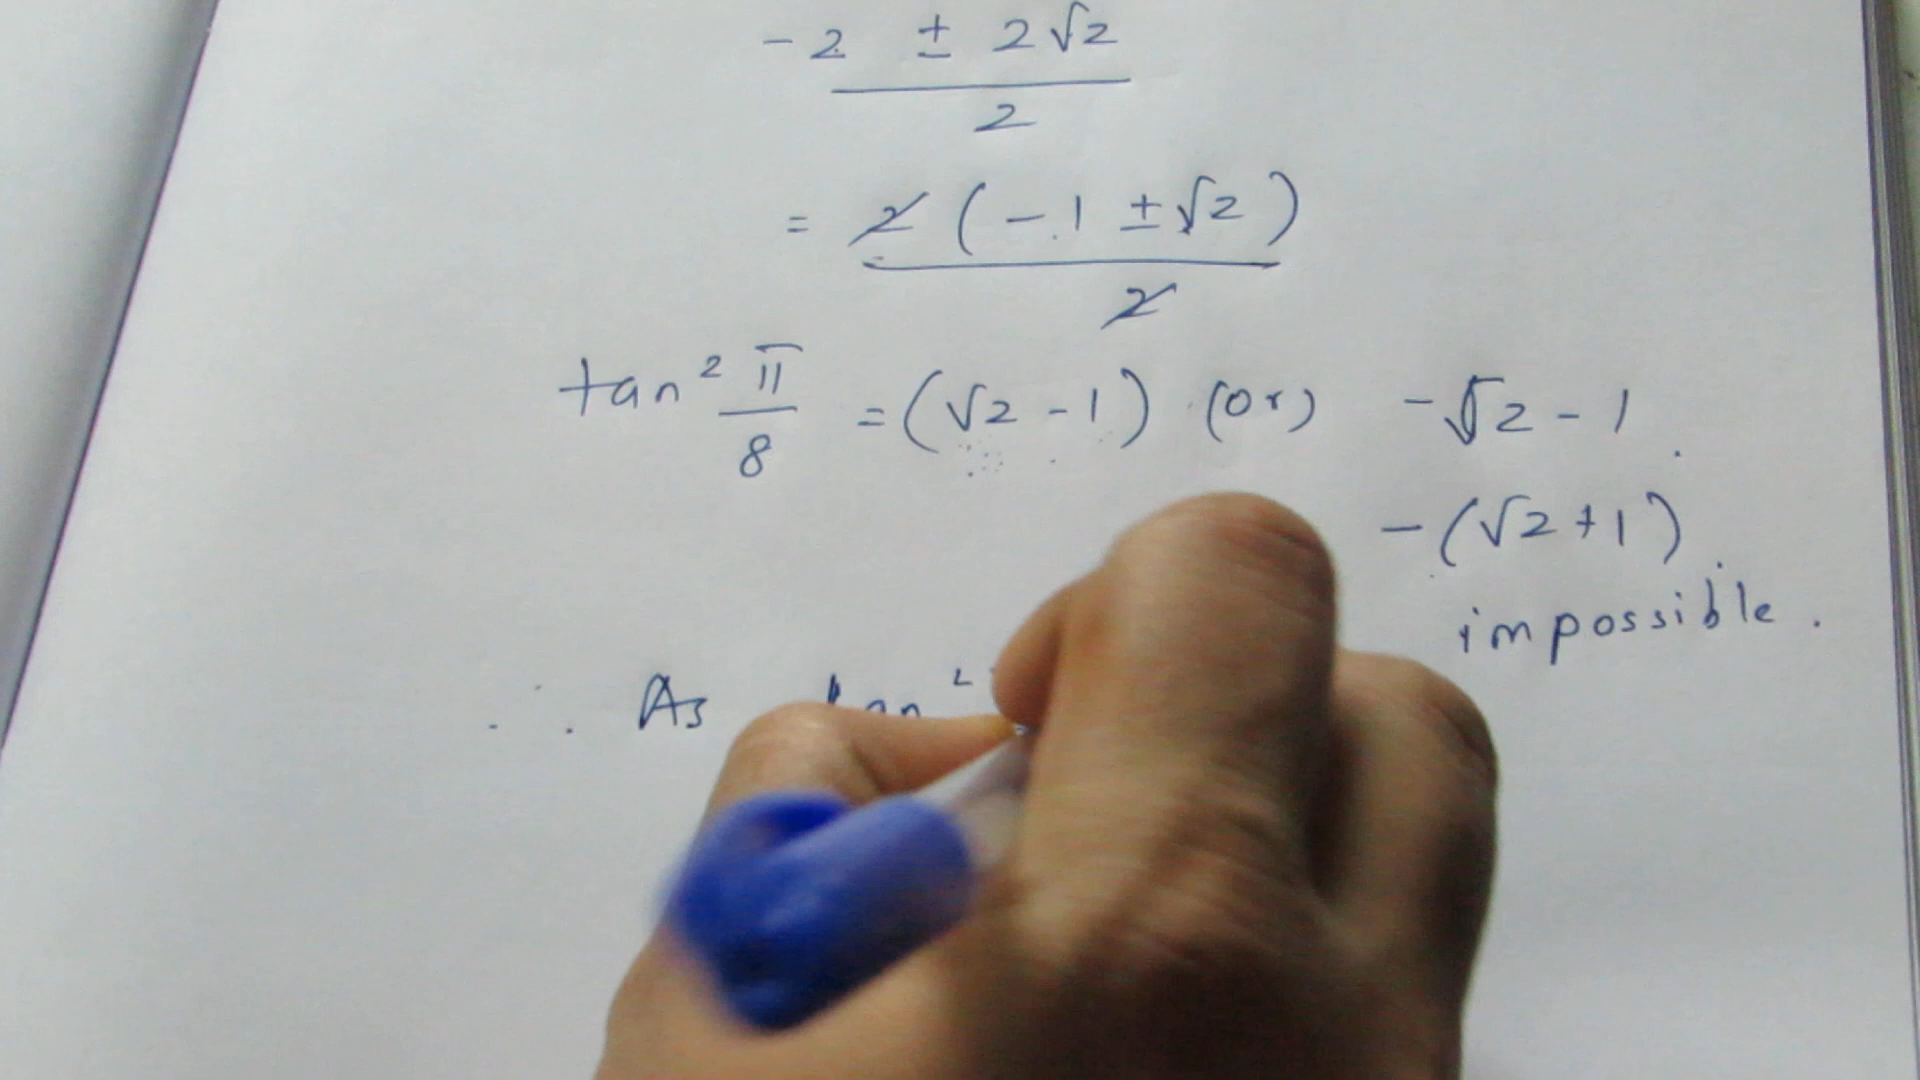 -2 ± 2√2
2
= 2 (-1 ± √2)
2
tan² π/8 = (√2 - 1) (or) -√2 - 1
-(√2 + 1)
impossible.
∴ As tan²